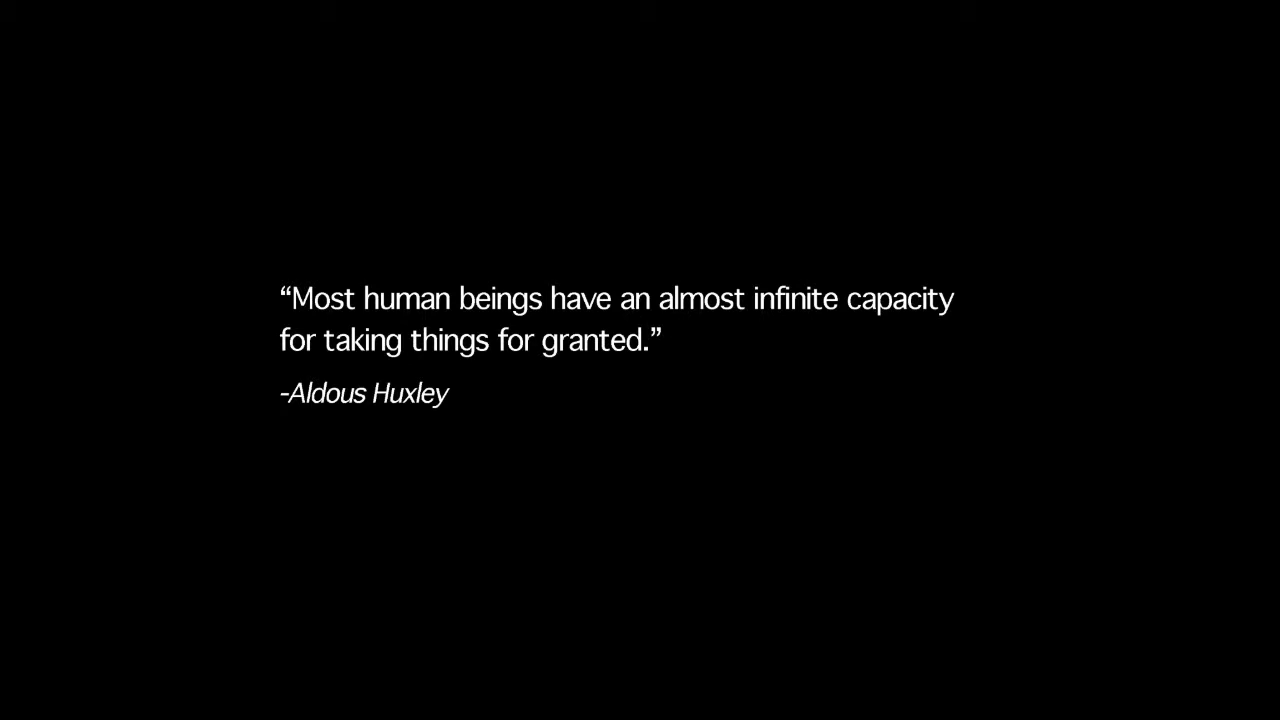 “Most human beings have an almost infinite capacity
for taking things for granted.”
-Aldous Huxley